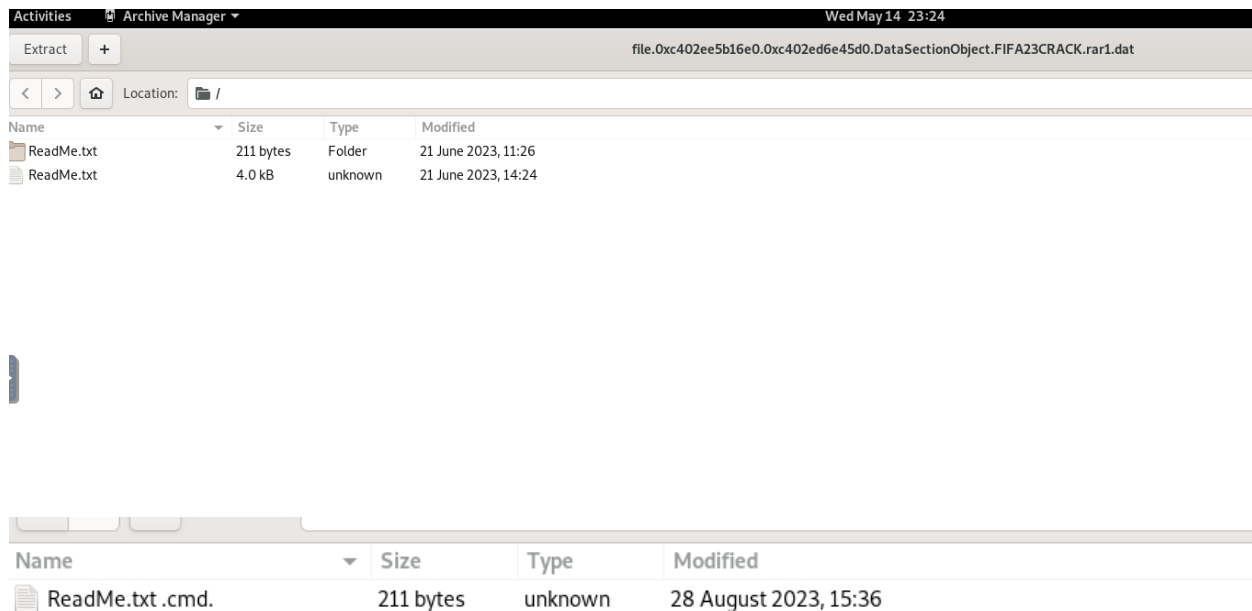 Activities Archive Manager Wed May 14 23:24
Extract + file.0xc402ee5b16e0.0xc402ed6e45d0.DataSectionObject.FIFA23CRACK.rar1.dat
Location: /
Name Size Type Modified
ReadMe.txt 211 bytes Folder 21 June 2023, 11:26
ReadMe.txt 4.0 kB unknown 21 June 2023, 14:24
Name Size Type Modified
ReadMe.txt .cmd. 211 bytes unknown 28 August 2023, 15:36